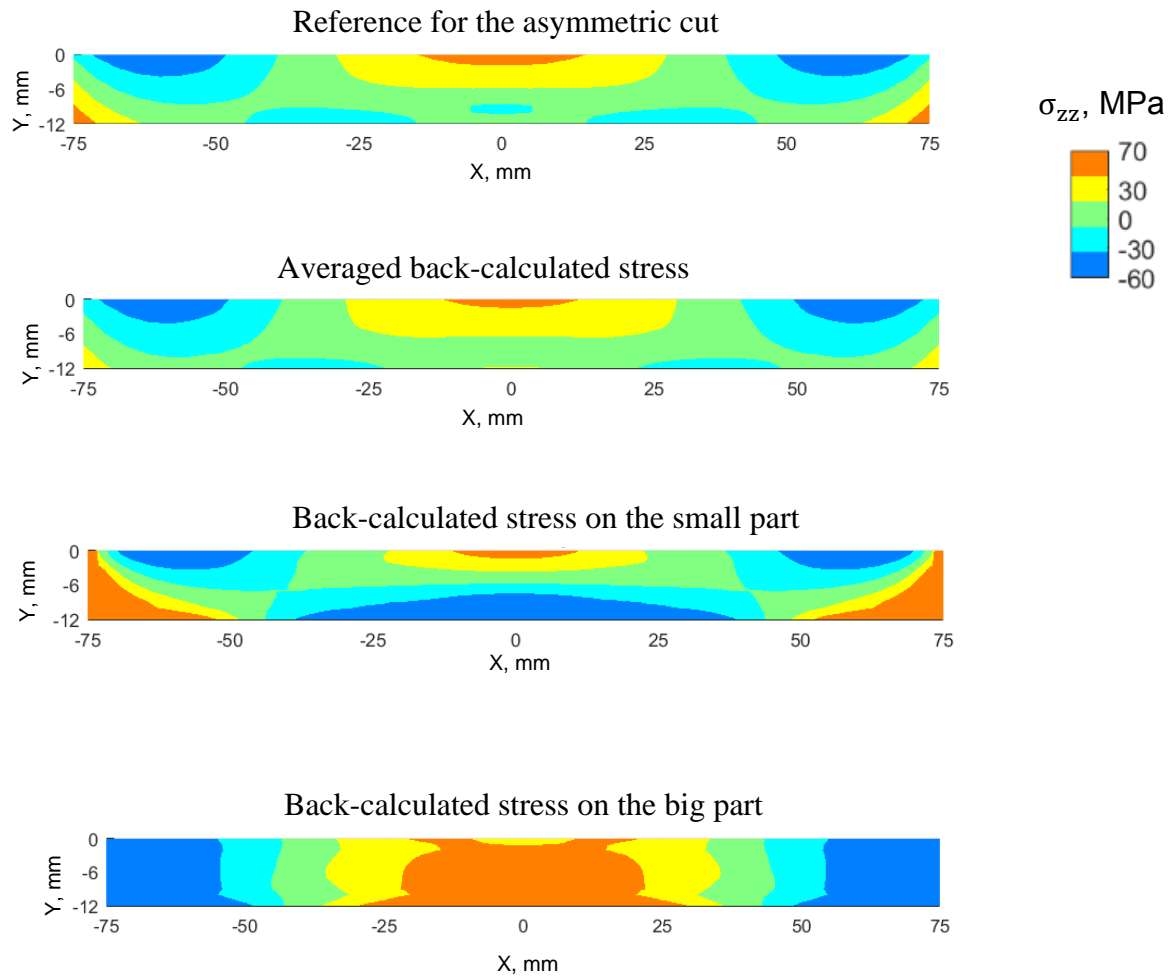 Reference for the asymmetric cut
0
-6
-12
Y, mm
-75 -50 -25 0 25 50 75
X, mm
σzz, MPa
70
30
0
-30
-60
Averaged back-calculated stress
0
-6
-12
Y, mm
-75 -50 -25 0 25 50 75
X, mm
Back-calculated stress on the small part
0
-6
-12
Y, mm
-75 -50 -25 0 25 50 75
X, mm
Back-calculated stress on the big part
0
-6
-12
Y, mm
-75 -50 -25 0 25 50 75
X, mm